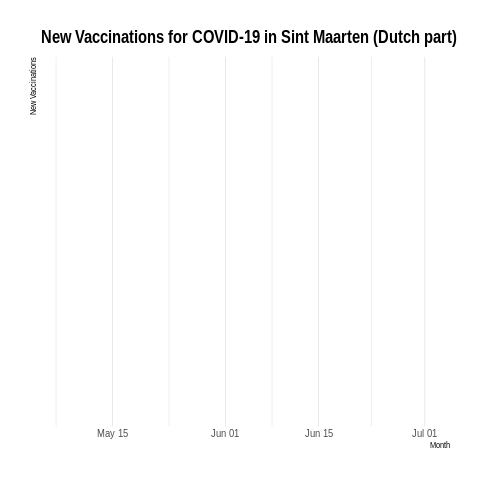 New Vaccinations for COVID-19 in Sint Maarten (Dutch part)
New Vaccinations
May 15 Jun 01 Jun 15 Jul 01
Month